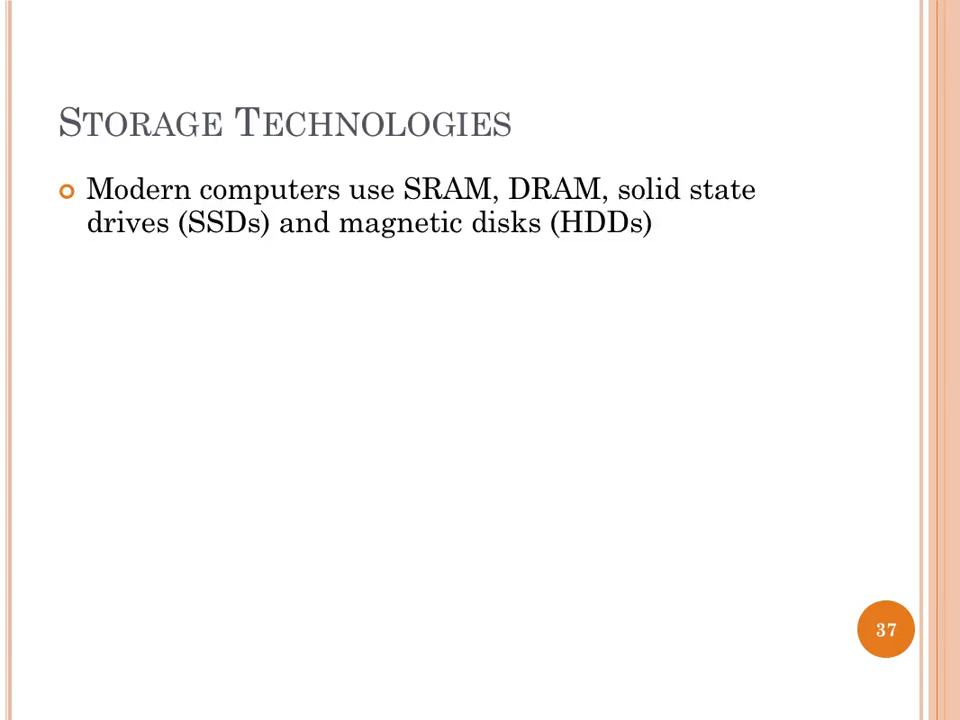 Storage Technologies
Modern computers use SRAM, DRAM, solid state
drives (SSDs) and magnetic disks (HDDs)
37